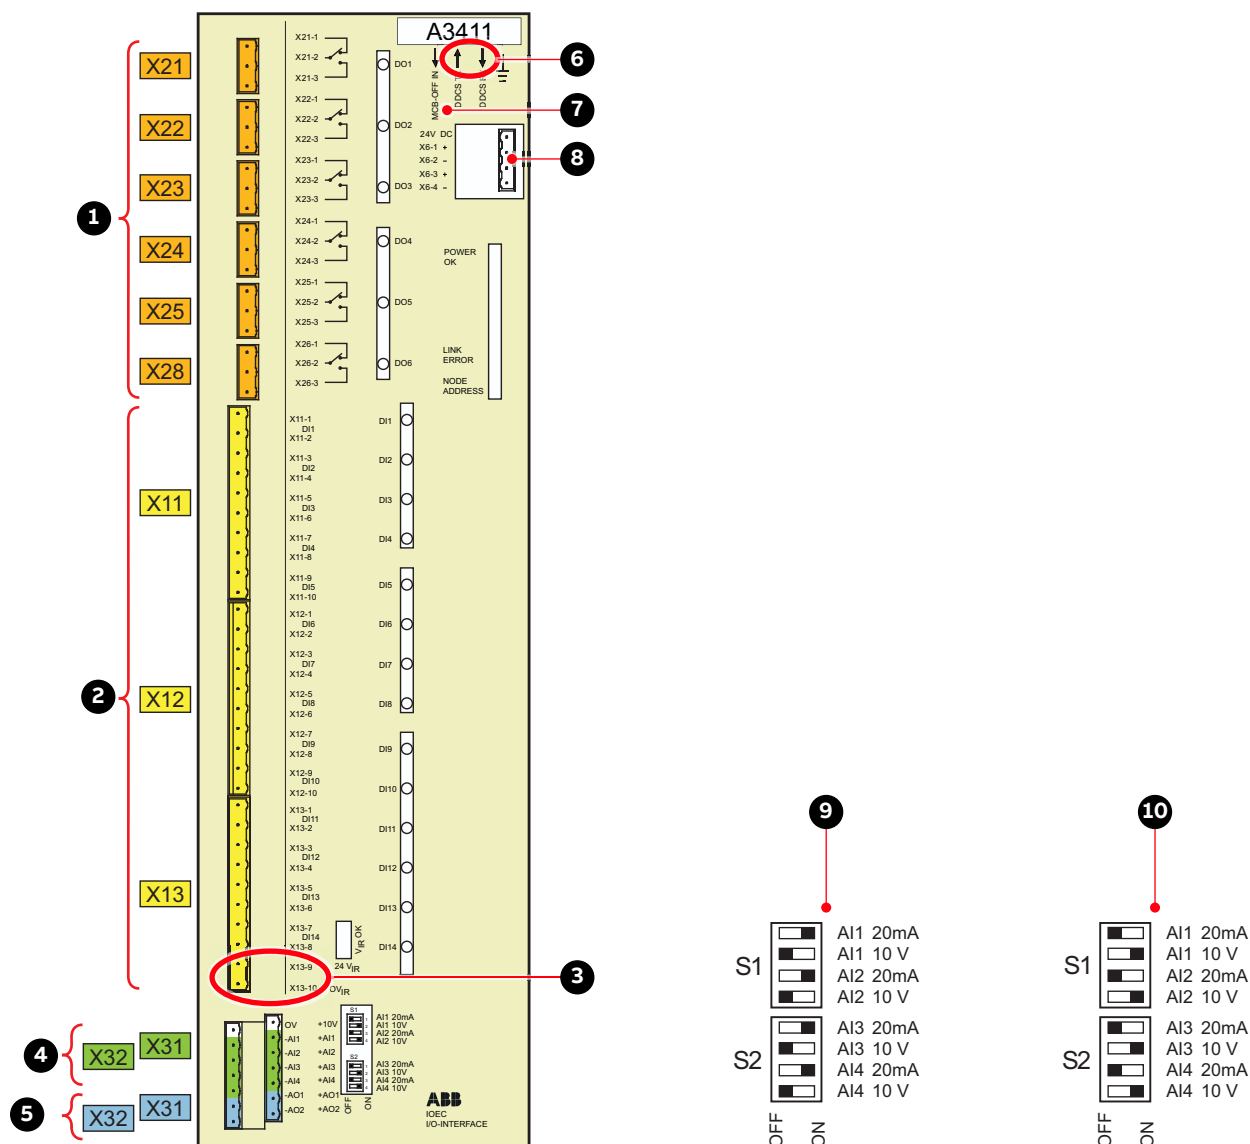 A3411
MCB-OFF IN
DDCS
DDCS
24V DC
X6-1 +
X6-2 –
X6-3 +
X6-4 –
6
7
8
1
X21
X22
X23
X24
X25
X28
X21-1
X21-2
X21-3
DO1
X22-1
X22-2
X22-3
DO2
X23-1
X23-2
X23-3
DO3
X24-1
X24-2
X24-3
DO4
X25-1
X25-2
X25-3
DO5
X26-1
X26-2
X26-3
DO6
POWER
OK
LINK
ERROR
NODE
ADDRESS
2
X11
X12
X13
X11-1
DI1
X11-2
X11-3
DI2
X11-4
X11-5
DI3
X11-6
X11-7
DI4
X11-8
X11-9
DI5
X11-10
X12-1
DI6
X12-2
X12-3
DI7
X12-4
X12-5
DI8
X12-6
X12-7
DI9
X12-8
X12-9
DI10
X12-10
X13-1
DI11
X13-2
X13-3
DI12
X13-4
X13-5
DI13
X13-6
X13-7
DI14
X13-8
X13-9
X13-10
DI1
DI2
DI3
DI4
DI5
DI6
DI7
DI8
DI9
DI10
DI11
DI12
DI13
DI14
VIR OK
24 VIR
OVIR
3
4
X32
X31
5
X32
X31
OV +10V
-AI1 +AI1
-AI2 +AI2
-AI3 +AI3
-AI4 +AI4
-AO1 +AO1
-AO2 +AO2
S1
1
2
3
4
AI1 20mA
AI1 10V
AI2 20mA
AI2 10V
S2
1
2
3
4
AI3 20mA
AI3 10V
AI4 20mA
AI4 10V
OFF
ON
ABB
IOEC
I/O-INTERFACE
9
S1
AI1 20mA
AI1 10 V
AI2 20mA
AI2 10 V
S2
AI3 20mA
AI3 10 V
AI4 20mA
AI4 10 V
OFF
ON
10
S1
AI1 20mA
AI1 10 V
AI2 20mA
AI2 10 V
S2
AI3 20mA
AI3 10 V
AI4 20mA
AI4 10 V
OFF
ON